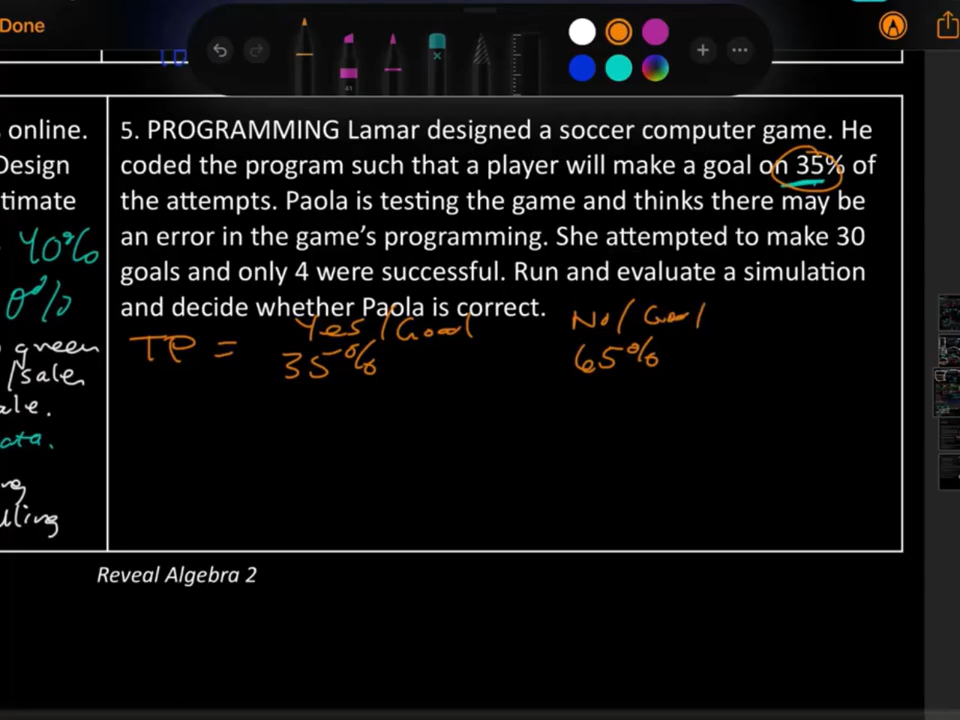 Done
10
41
online.
Design
timate
40%
0%
green
/sales
ale.
ata.
ng
uling
5. PROGRAMMING Lamar designed a soccer computer game. He
coded the program such that a player will make a goal on 35% of
the attempts. Paola is testing the game and thinks there may be
an error in the game's programming. She attempted to make 30
goals and only 4 were successful. Run and evaluate a simulation
and decide whether Paola is correct.
Yes/Goal No/Goal
TP = 35% 65%
Reveal Algebra 2